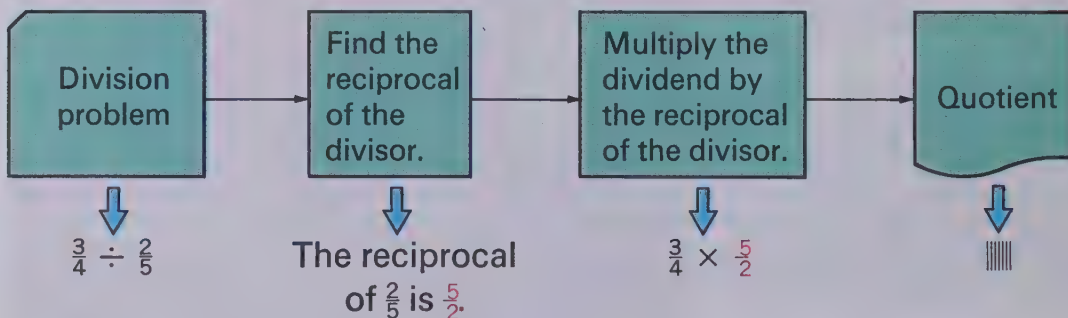 Division
problem
Find the
reciprocal
of the
divisor.
Multiply the
dividend by
the reciprocal
of the divisor.
Quotient
3/4 ÷ 2/5
The reciprocal
of 2/5 is 5/2.
3/4 × 5/2